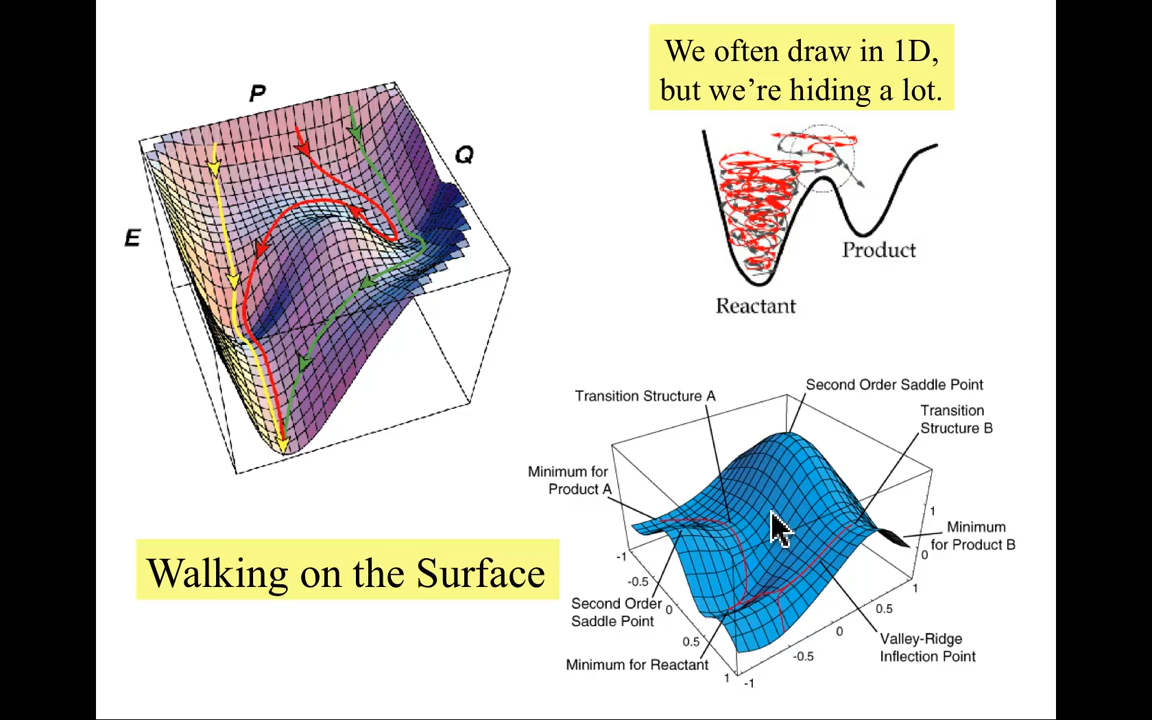 We often draw in 1D,
but we're hiding a lot.
P
Q
E
Product
Reactant
Walking on the Surface
Second Order Saddle Point
Transition Structure A
Transition
Structure B
Minimum for
Product A
1
Minimum
for Product B
0
-1
-0.5
0
0.5
1
Second Order
Saddle Point
Minimum for Reactant
-1
-0.5
0
0.5
1
Valley-Ridge
Inflection Point